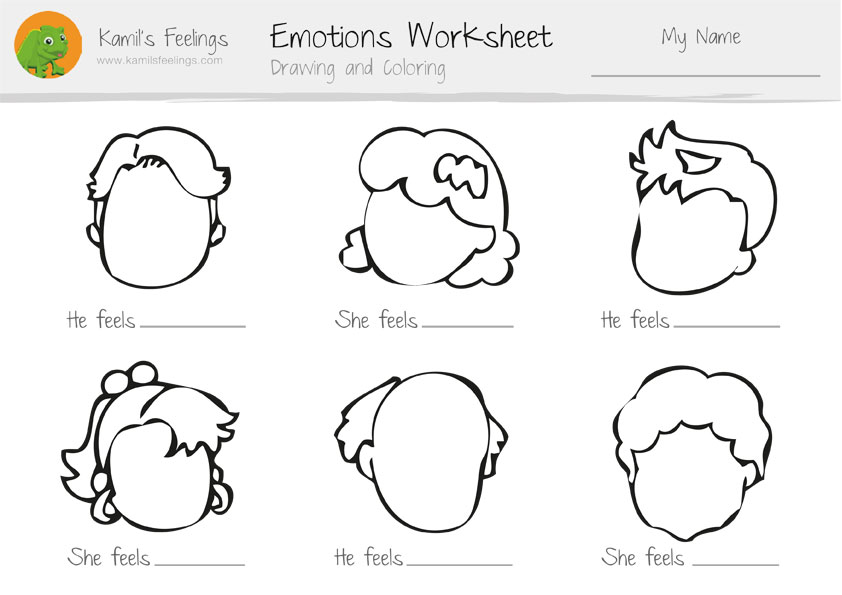 Kamil's Feelings
www.kamilsfeelings.com
Emotions Worksheet
Drawing and Coloring
My Name
He feels
She feels
He feels
She feels
He feels
She feels